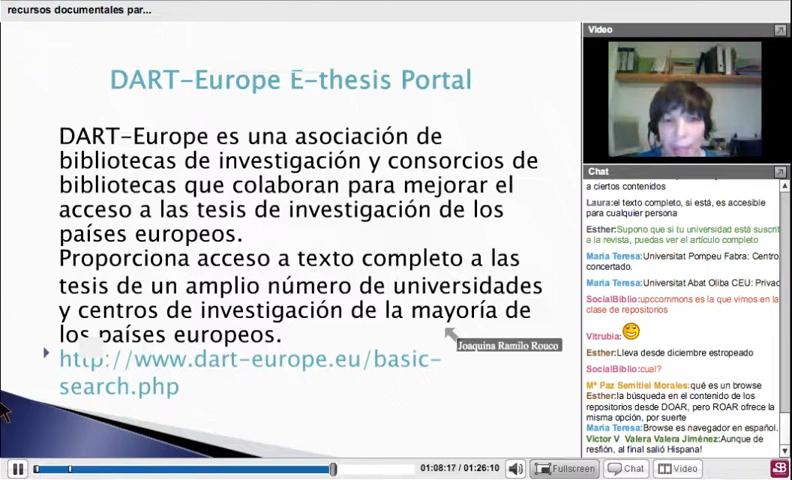 recursos documentales par...
DART-Europe E-thesis Portal
DART-Europe es una asociación de
bibliotecas de investigación y consorcios de
bibliotecas que colaboran para mejorar el
acceso a las tesis de investigación de los
países europeos.
Proporciona acceso a texto completo a las
tesis de un amplio número de universidades
y centros de investigación de la mayoría de
los países europeos.
http://www.dart-europe.eu/basic-
search.php
Joaquina Ramilo Rouco
Video
Chat
a ciertos contenidos
Laura:el texto completo, si está, es accesible
para cualquier persona
Esther:Supono que si tu universidad está suscrit
a la revista, puedas ver el artículo completo
Maria Teresa:Universitat Pompeu Fabra: Centro
concertado.
Maria Teresa:Universitat Abat Oliba CEU: Privac
SocialBiblio:upccommons es la que vimos en la
clase de repositorios
Vitrubia:
Esther:Lleva desde diciembre estropeado
SocialBiblio:cual?
Mª Paz Semitiel Morales:qué es un browse
Esther:la búsqueda en el contenido de los
repositorios desde DOAR, pero ROAR ofrece la
misma opción, por suerte
Maria Teresa:Browse es navegador en español.
Victor V Valera Valera Jiménez:Aunque de
resfión, al final salió Hispana!
01:08:17 / 01:26:10
Fullscreen
Chat
Video
SB